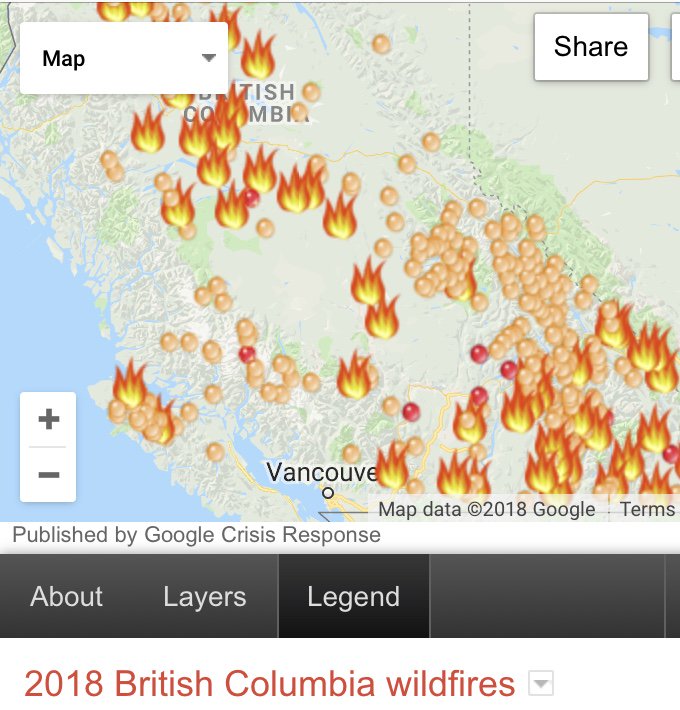 Map
Share
BRITISH
COLUMBIA
Vancouve
Map data ©2018 Google
Terms
Published by Google Crisis Response
About
Layers
Legend
2018 British Columbia wildfires